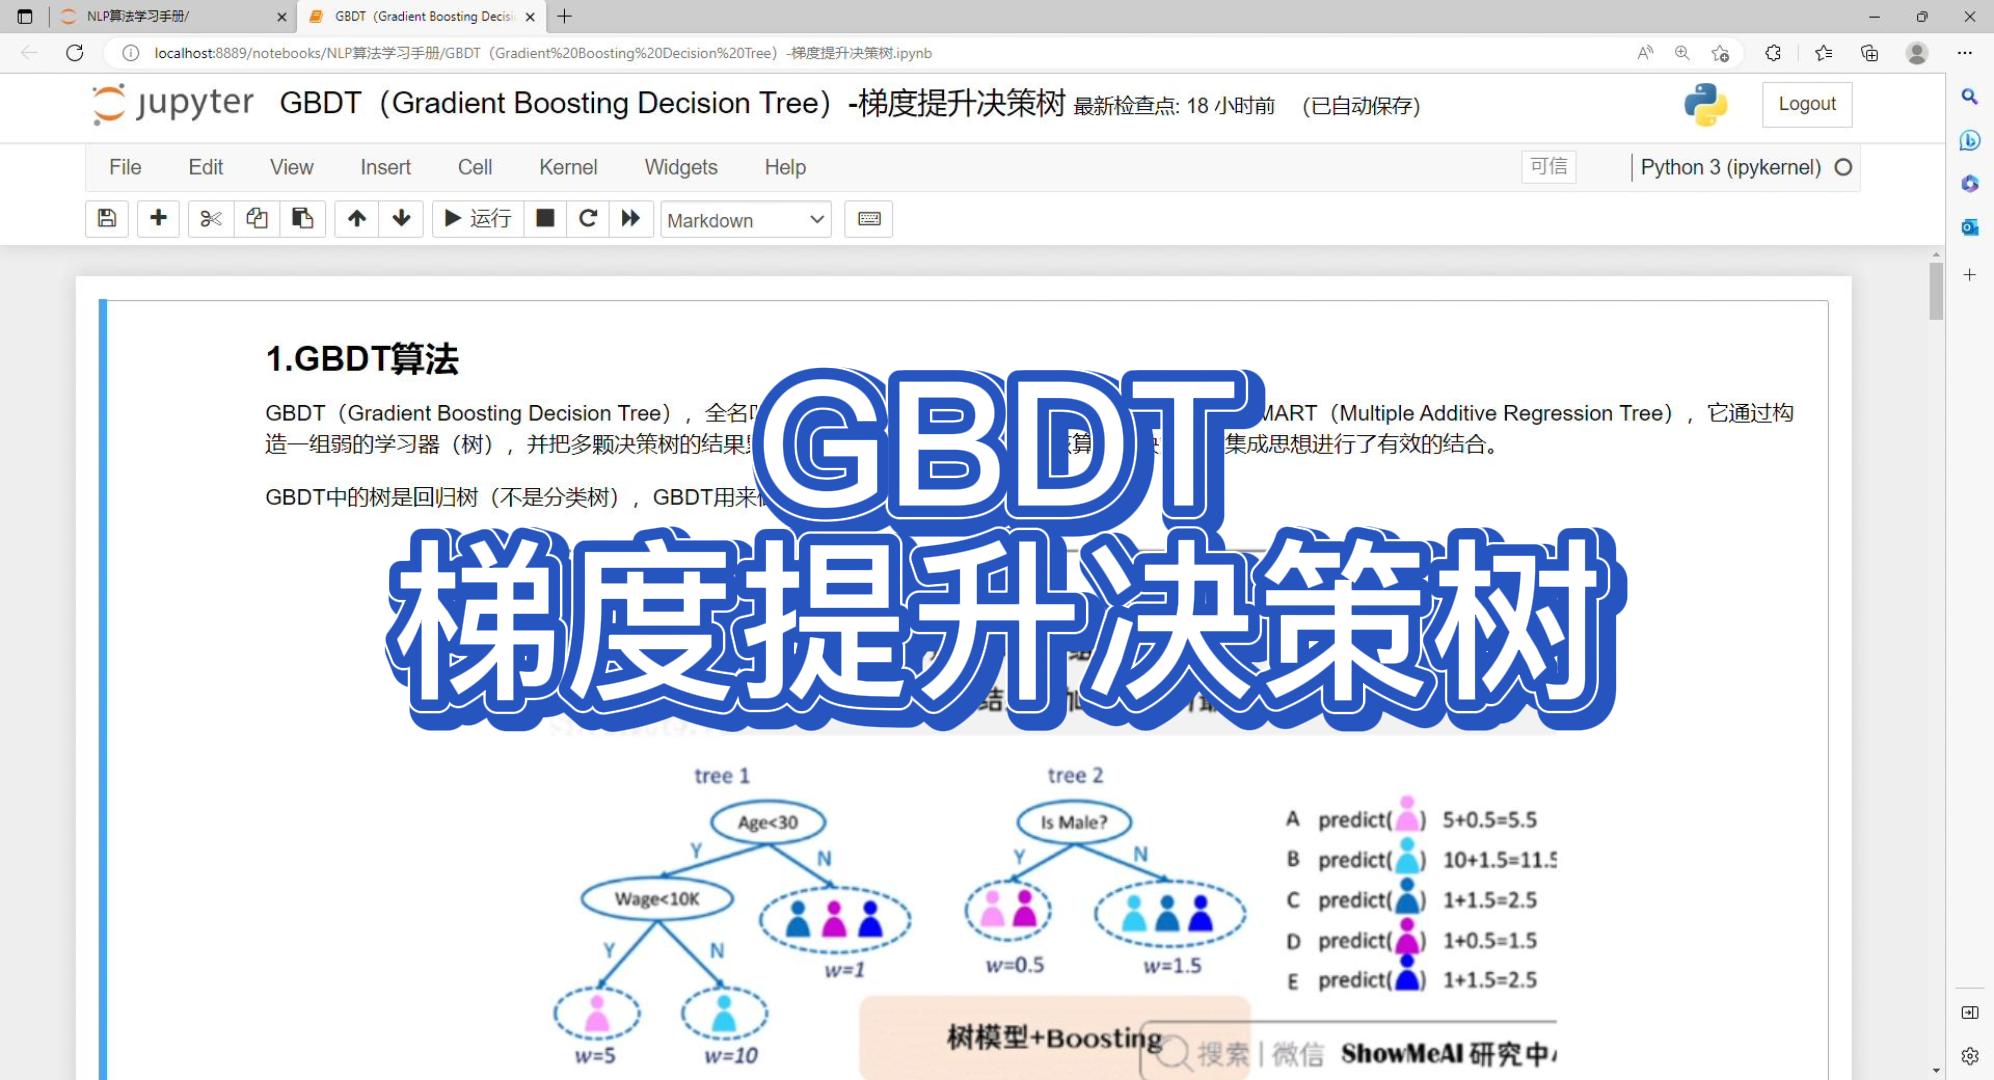 NLP算法学习手册/
GBDT（Gradient Boosting Decisi
localhost:8889/notebooks/NLP算法学习手册/GBDT（Gradient%20Boosting%20Decision%20Tree）-梯度提升决策树.ipynb
jupyter GBDT（Gradient Boosting Decision Tree）-梯度提升决策树 最新检查点: 18 小时前 (已自动保存)
Logout
File Edit View Insert Cell Kernel Widgets Help
可信
Python 3 (ipykernel)
运行
Markdown
1.GBDT算法
GBDT（Gradient Boosting Decision Tree），全名
MART（Multiple Additive Regression Tree），它通过构
造一组弱的学习器（树），并把多颗决策树的结果
集成思想进行了有效的结合。
GBDT中的树是回归树（不是分类树），GBDT用来
GBDT
梯度提升决策树
tree 1
tree 2
Age<30
Is Male?
Y
N
Y
N
Wage<10K
Y
N
w=1
w=0.5
w=1.5
w=5
w=10
A predict( ) 5+0.5=5.5
B predict( ) 10+1.5=11.5
C predict( ) 1+1.5=2.5
D predict( ) 1+0.5=1.5
E predict( ) 1+1.5=2.5
树模型+Boosting
搜索 | 微信 ShowMeAI 研究中